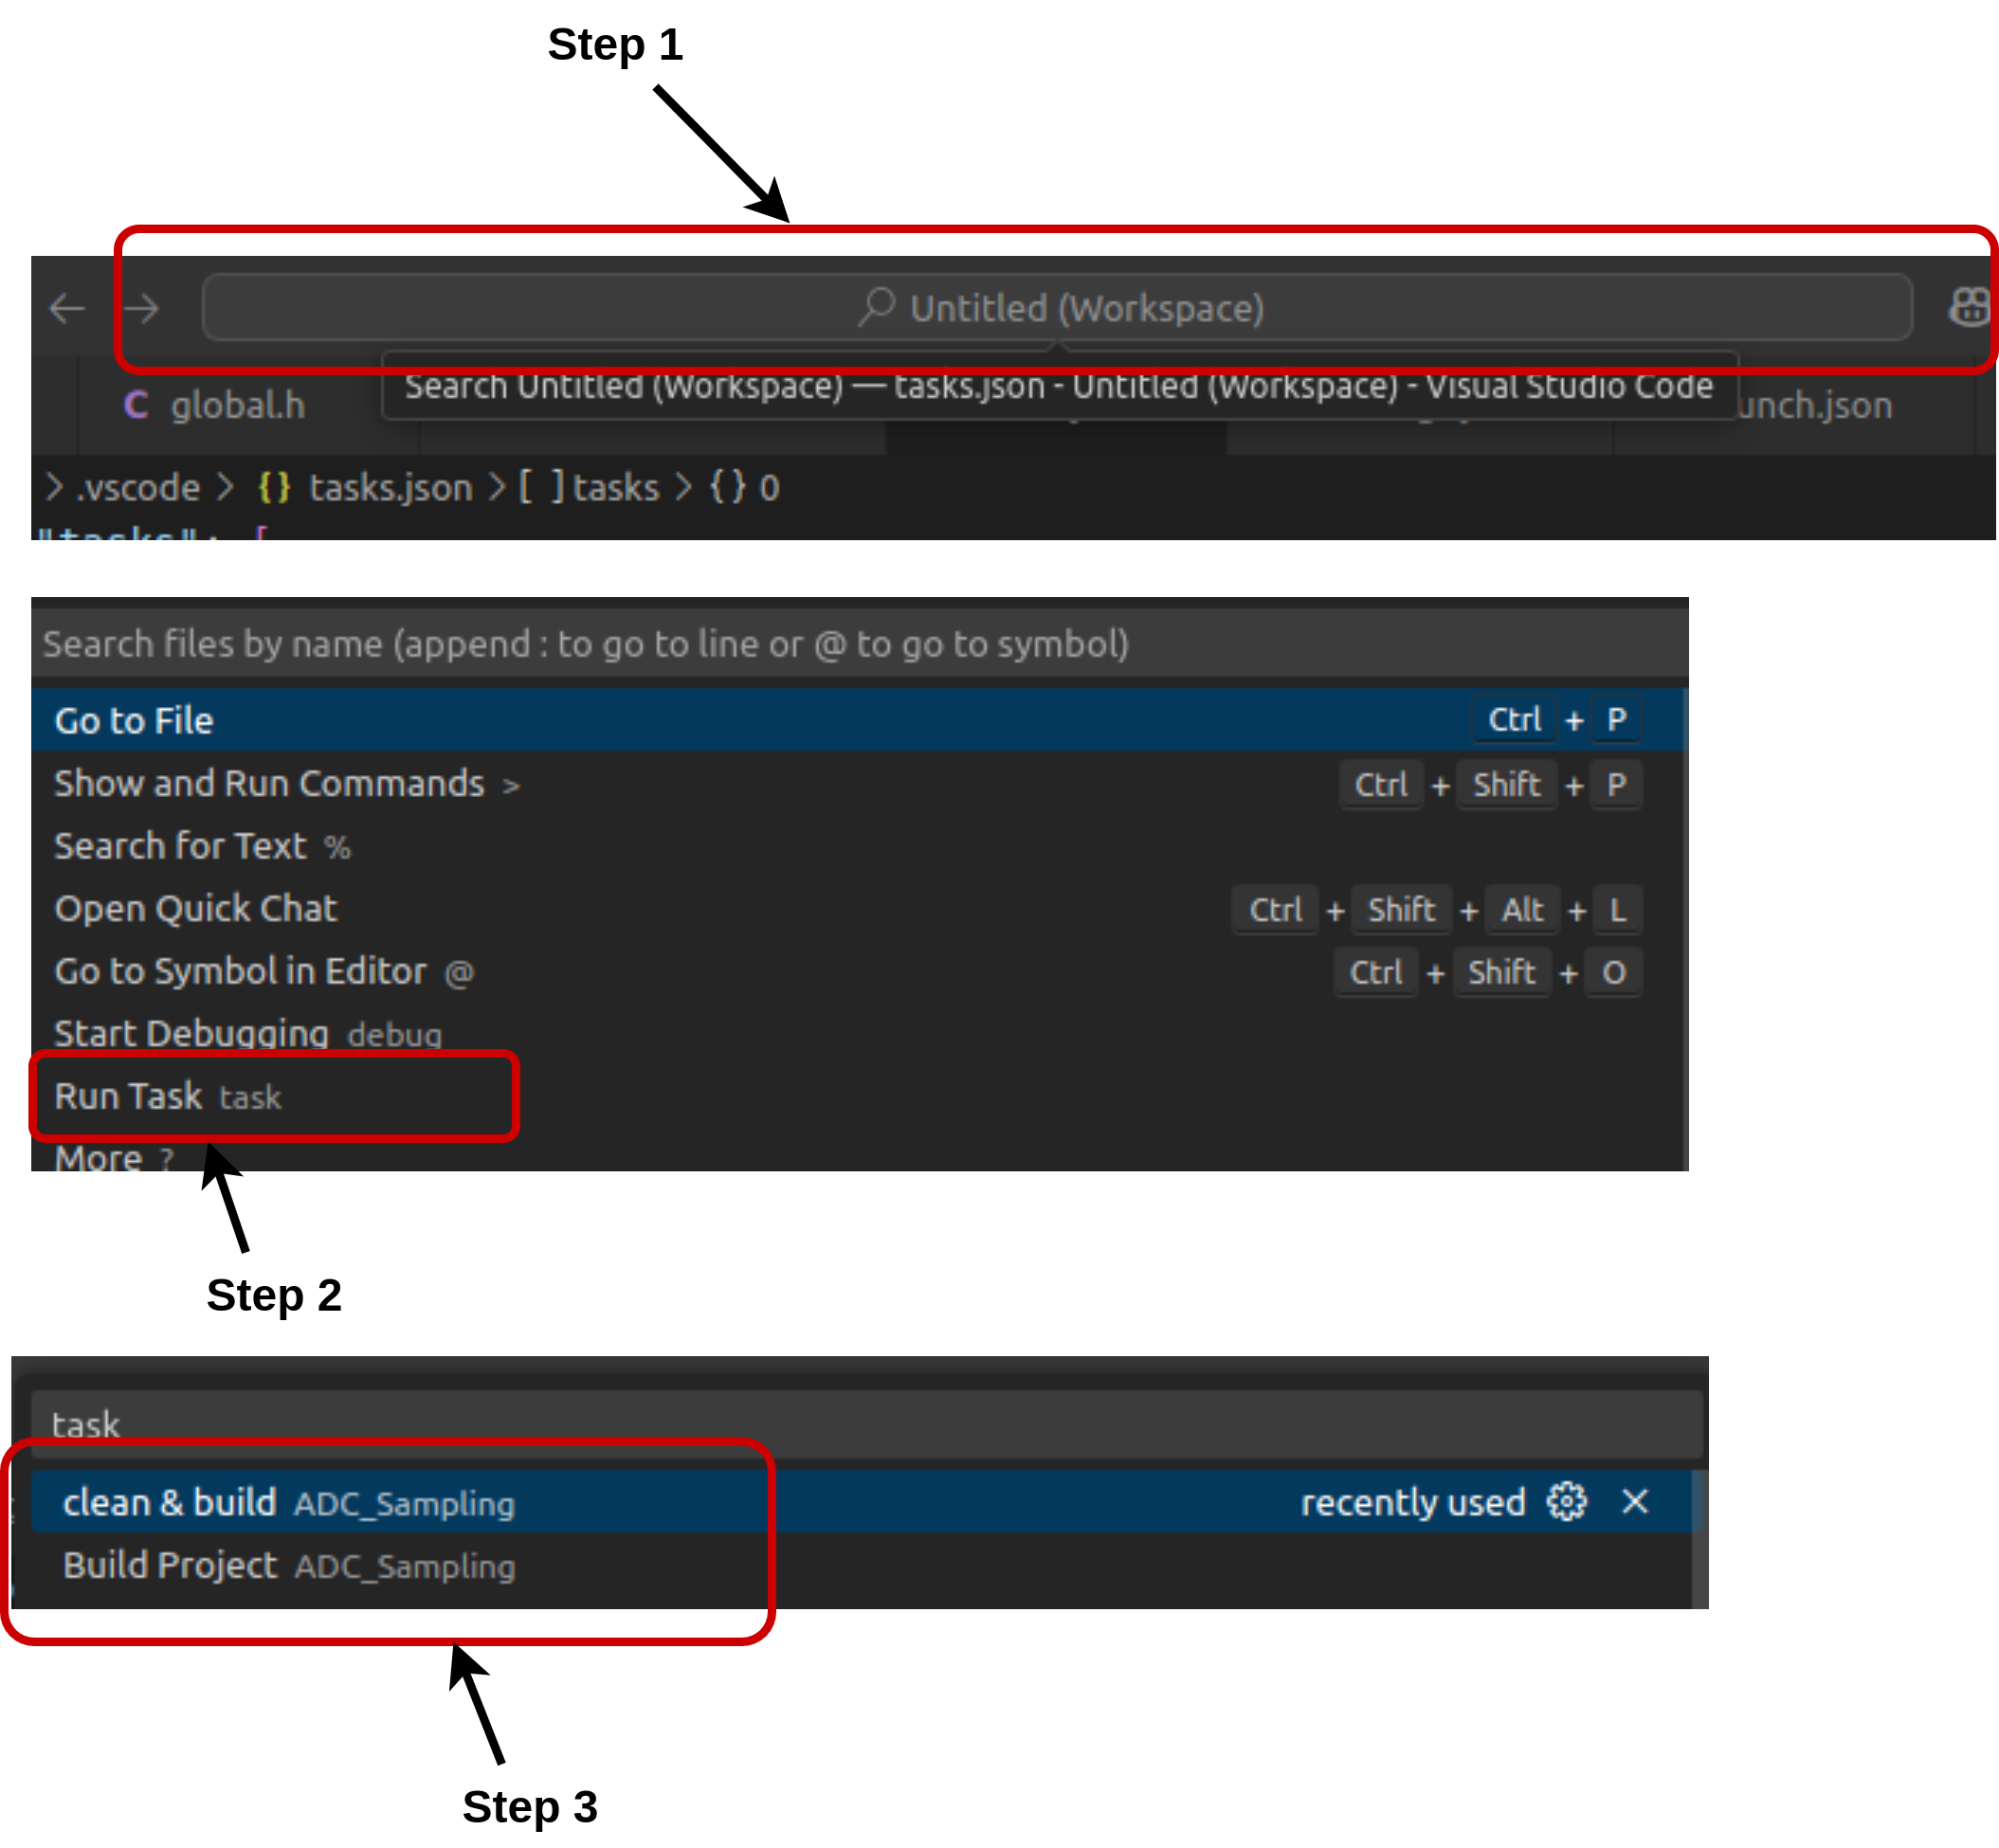 Step 1
Untitled (Workspace)
Search Untitled (Workspace) — tasks.json - Untitled (Workspace) - Visual Studio Code
C global.h
unch.json
> .vscode > {} tasks.json > [ ] tasks > {} 0
"tasks": [
Search files by name (append : to go to line or @ to go to symbol)
Go to File Ctrl + P
Show and Run Commands > Ctrl + Shift + P
Search for Text %
Open Quick Chat Ctrl + Shift + Alt + L
Go to Symbol in Editor @ Ctrl + Shift + O
Start Debugging debug
Run Task task
More ?
Step 2
task
clean & build ADC_Sampling recently used
Build Project ADC_Sampling
Step 3